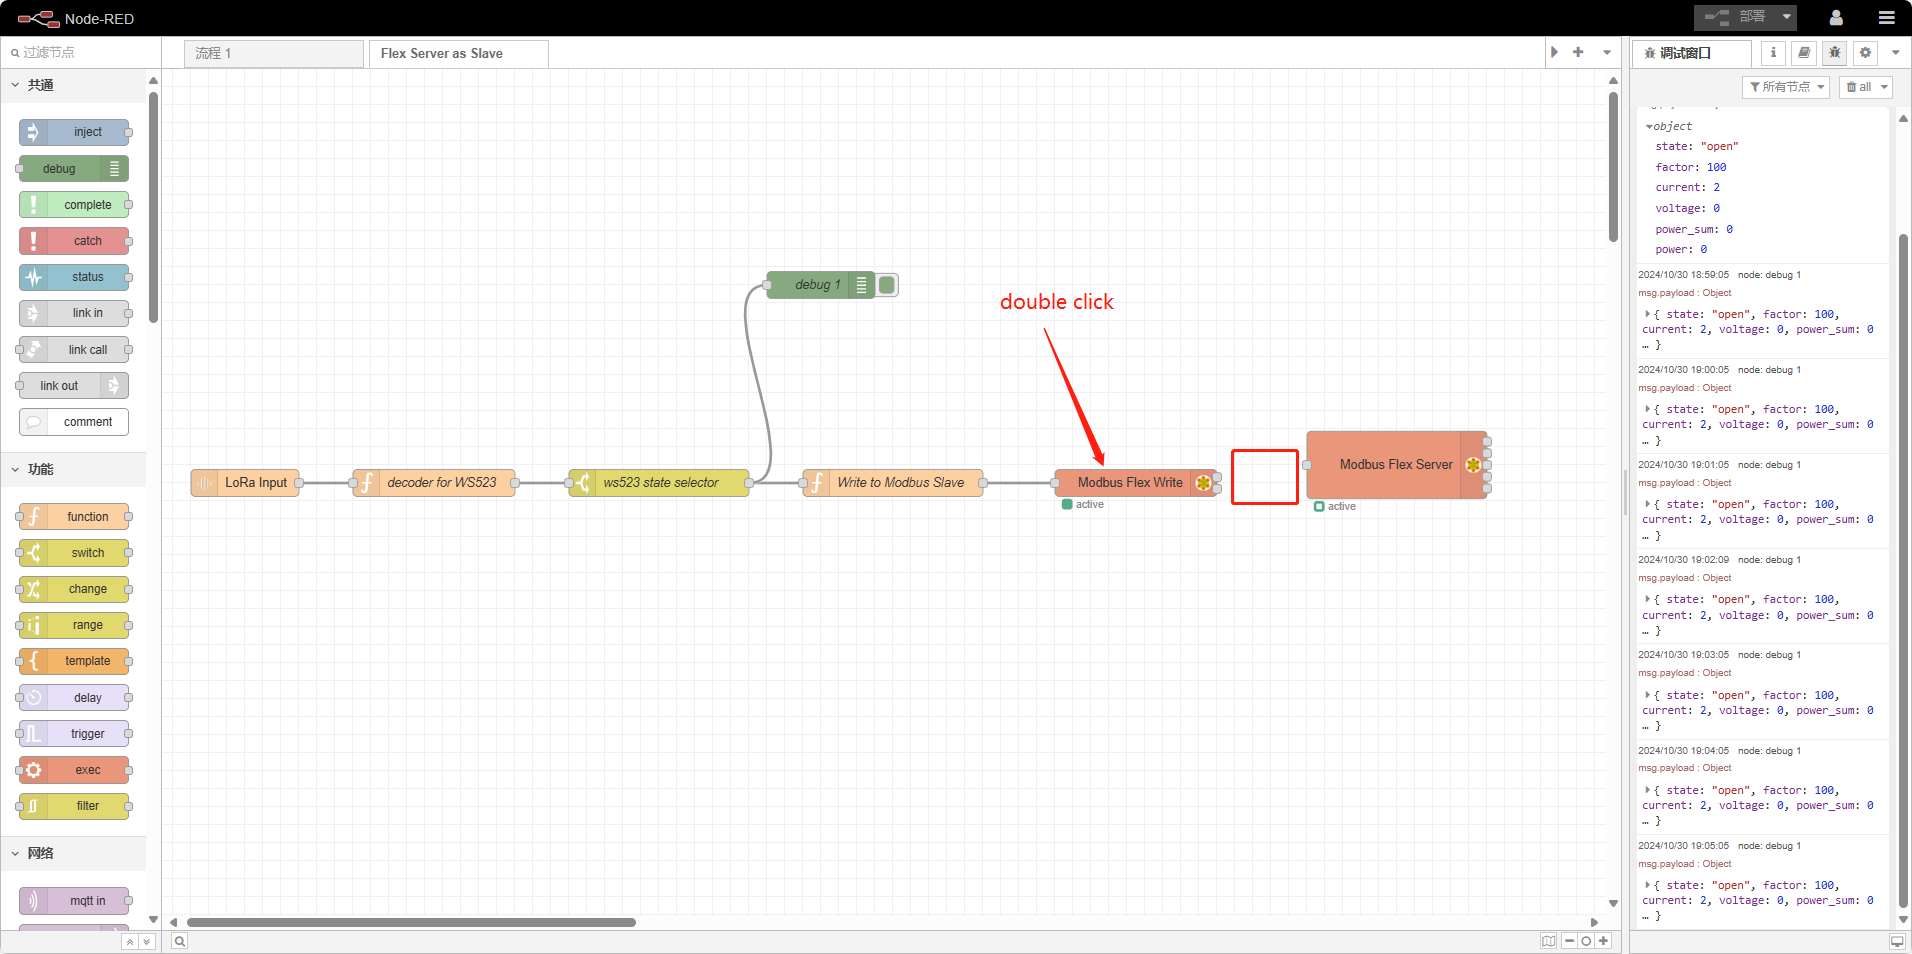 Node-RED
部署
过滤节点
流程 1
Flex Server as Slave
调试窗口
i
所有节点
all
共通
inject
debug
complete
catch
status
link in
link call
link out
comment
功能
function
switch
change
range
template
delay
trigger
exec
filter
网络
mqtt in
debug 1
double click
LoRa Input
decoder for WS523
ws523 state selector
Write to Modbus Slave
Modbus Flex Write
active
Modbus Flex Server
active
object
state: "open"
factor: 100
current: 2
voltage: 0
power_sum: 0
power: 0
2024/10/30 18:59:05 node: debug 1
msg.payload : Object
{ state: "open", factor: 100,
current: 2, voltage: 0, power_sum: 0
… }
2024/10/30 19:00:05 node: debug 1
msg.payload : Object
{ state: "open", factor: 100,
current: 2, voltage: 0, power_sum: 0
… }
2024/10/30 19:01:05 node: debug 1
msg.payload : Object
{ state: "open", factor: 100,
current: 2, voltage: 0, power_sum: 0
… }
2024/10/30 19:02:09 node: debug 1
msg.payload : Object
{ state: "open", factor: 100,
current: 2, voltage: 0, power_sum: 0
… }
2024/10/30 19:03:05 node: debug 1
msg.payload : Object
{ state: "open", factor: 100,
current: 2, voltage: 0, power_sum: 0
… }
2024/10/30 19:04:05 node: debug 1
msg.payload : Object
{ state: "open", factor: 100,
current: 2, voltage: 0, power_sum: 0
… }
2024/10/30 19:05:05 node: debug 1
msg.payload : Object
{ state: "open", factor: 100,
current: 2, voltage: 0, power_sum: 0
… }